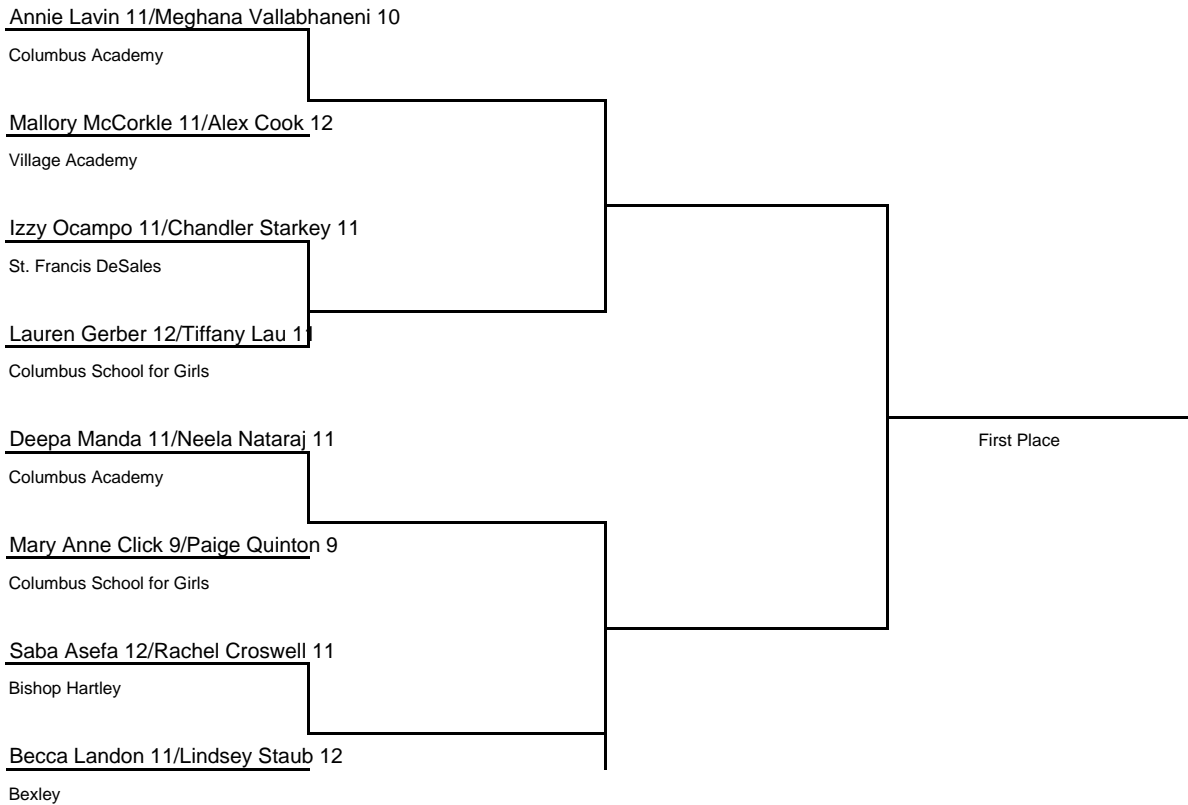 Annie Lavin 11/Meghana Vallabhaneni 10
Columbus Academy
Mallory McCorkle 11/Alex Cook 12
Village Academy
Izzy Ocampo 11/Chandler Starkey 11
St. Francis DeSales
Lauren Gerber 12/Tiffany Lau 11
Columbus School for Girls
Deepa Manda 11/Neela Nataraj 11
First Place
Columbus Academy
Mary Anne Click 9/Paige Quinton 9
Columbus School for Girls
Saba Asefa 12/Rachel Croswell 11
Bishop Hartley
Becca Landon 11/Lindsey Staub 12
Bexley